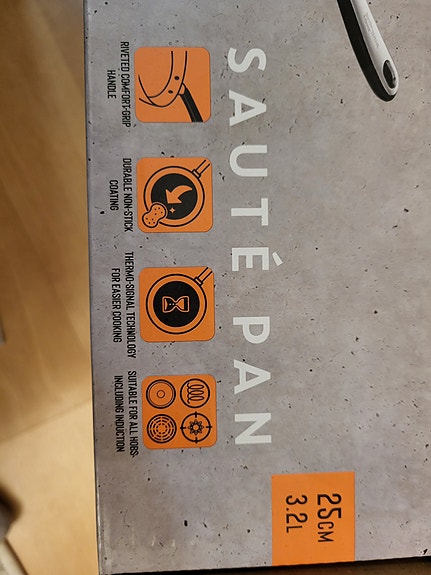 SAUTÉ PAN
RIVETED COMFORT-GRIP
HANDLE
DURABLE NON-STICK
COATING
THERMO-SIGNAL TECHNOLOGY
FOR EASIER COOKING
SUITABLE FOR ALL HOBS-
INCLUDING INDUCTION
25CM
3.2L